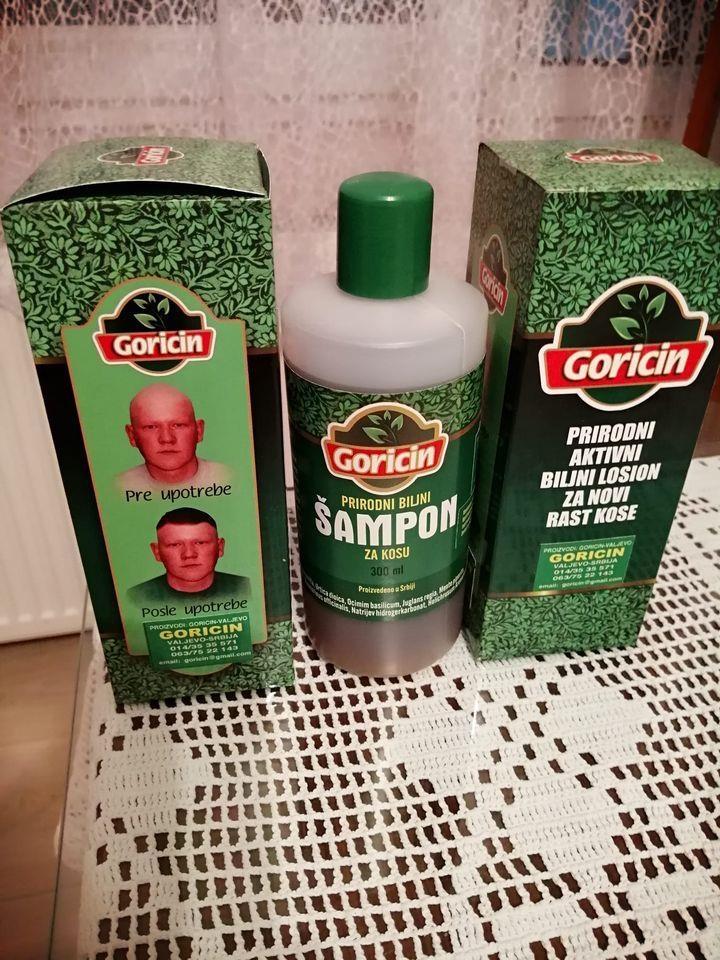 Goricin
Goricin
Pre upotrebe
Posle upotrebe
PROIZVODI: GORICIN-VALJEVO
GORICIN
VALJEVO-SRBIJA
014/35 35 571
063/75 22 143
email: goricin@gmail.com
Goricin
PRIRODNI BILJNI
ŠAMPON
ZA KOSU
300 ml
Proizvedeno u Srbiji
Ocimum basilicum, Juglans regia,
officinalis, Natrijev hidrogenkarbonat,
Goricin
Goricin
PRIRODNI
AKTIVNI
BILJNI LOSION
ZA NOVI
RAST KOSE
PROIZVODI: GORICIN-VALJEVO
GORICIN
VALJEVO-SRBIJA
014/35 35 571
063/75 22 143
email: goricin@gmail.com